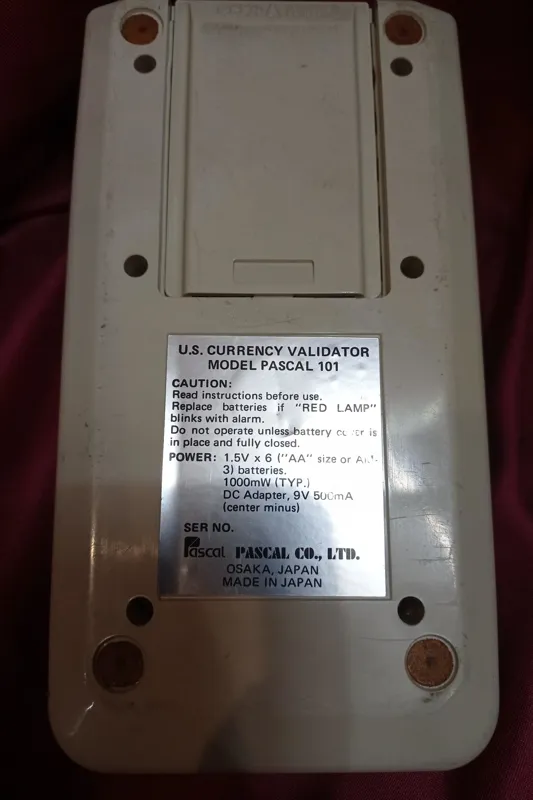 U.S. CURRENCY VALIDATOR
MODEL PASCAL 101
CAUTION:
Read instructions before use.
Replace batteries if "RED LAMP"
blinks with alarm.
Do not operate unless battery cover is
in place and fully closed.
POWER: 1.5V x 6 ("AA" size or AM-
3) batteries.
1000mW (TYP.)
DC Adapter, 9V 500mA
(center minus)
SER NO.
Pascal PASCAL CO., LTD.
OSAKA, JAPAN
MADE IN JAPAN